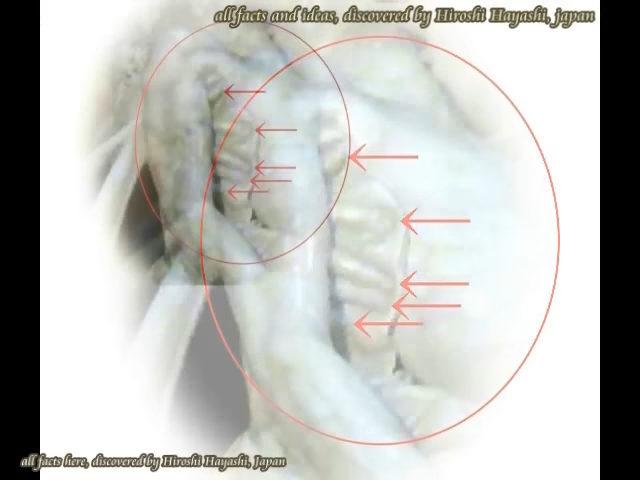 all facts and ideas, discovered by Hiroshi Hayashi, japan
all facts here, discovered by Hiroshi Hayashi, Japan